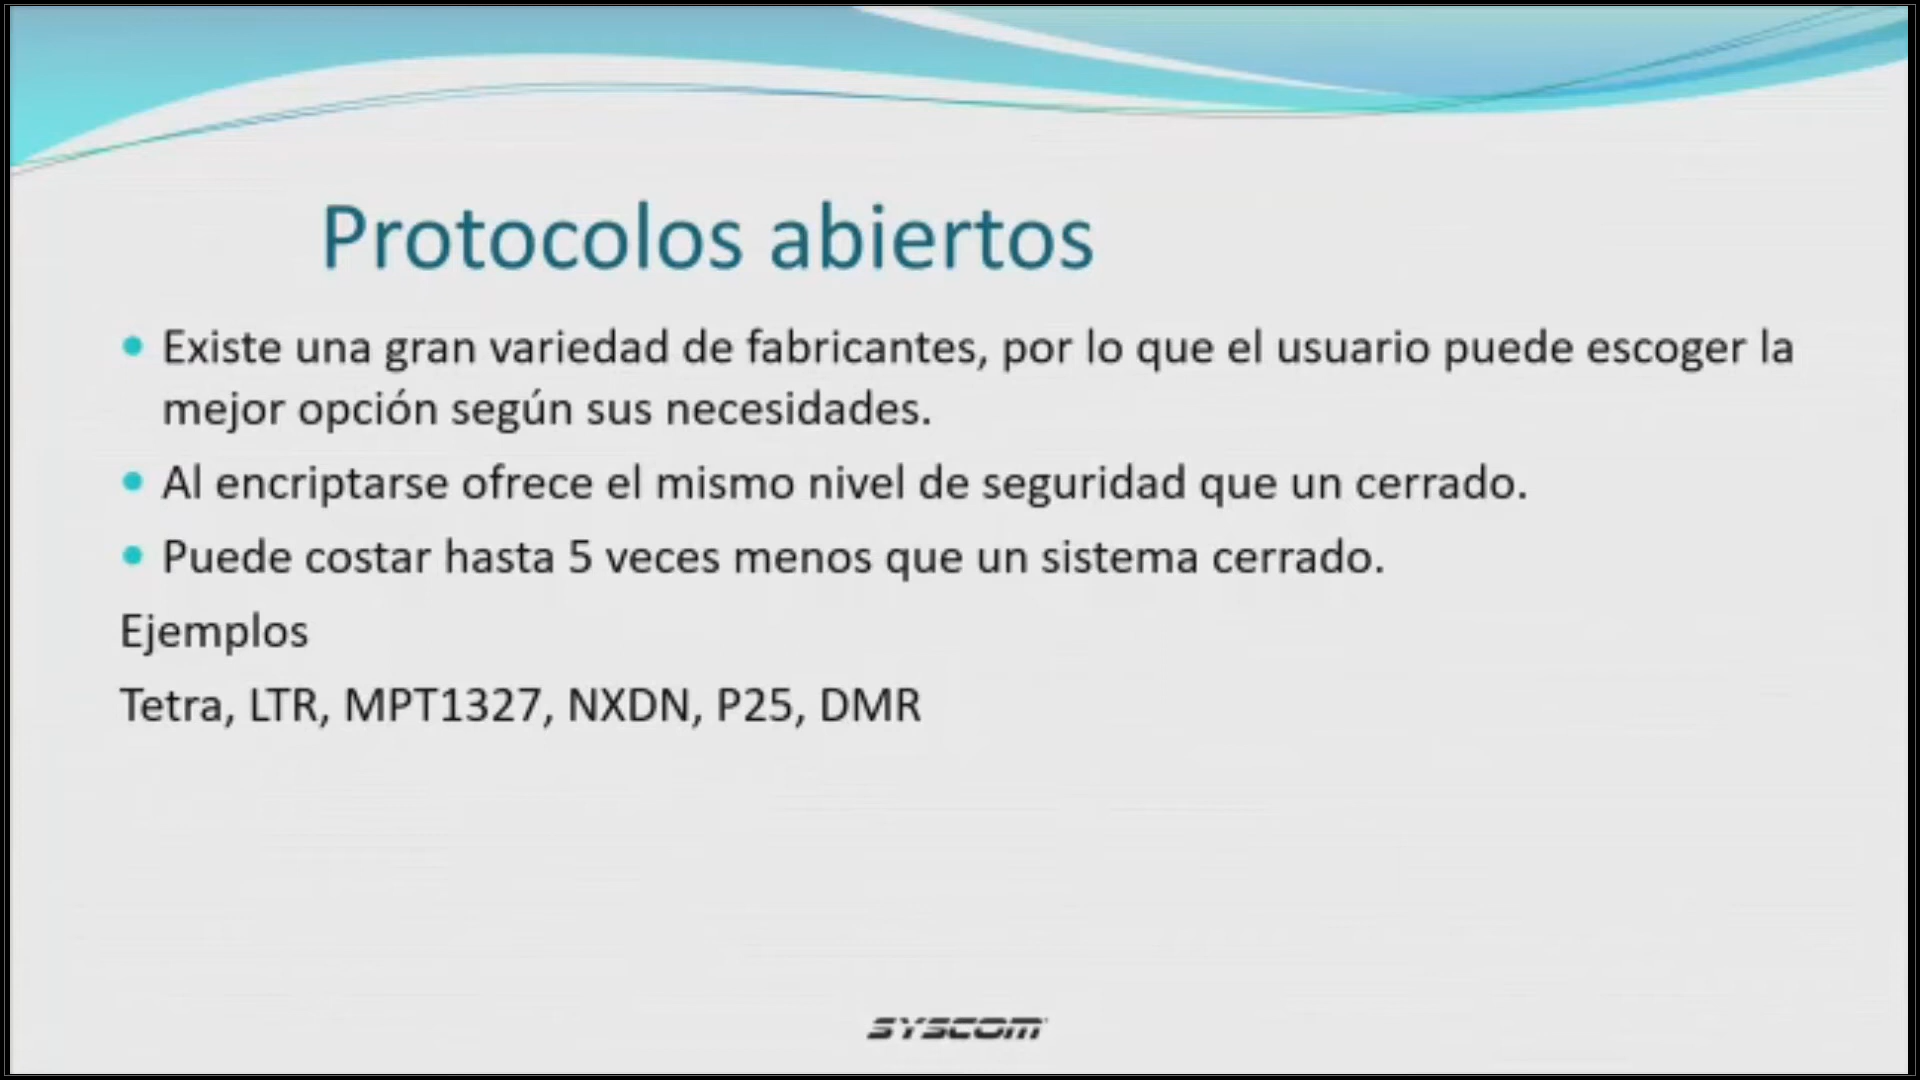 Protocolos abiertos
Existe una gran variedad de fabricantes, por lo que el usuario puede escoger la
mejor opción según sus necesidades.
Al encriptarse ofrece el mismo nivel de seguridad que un cerrado.
Puede costar hasta 5 veces menos que un sistema cerrado.
Ejemplos
Tetra, LTR, MPT1327, NXDN, P25, DMR
SYSCOM